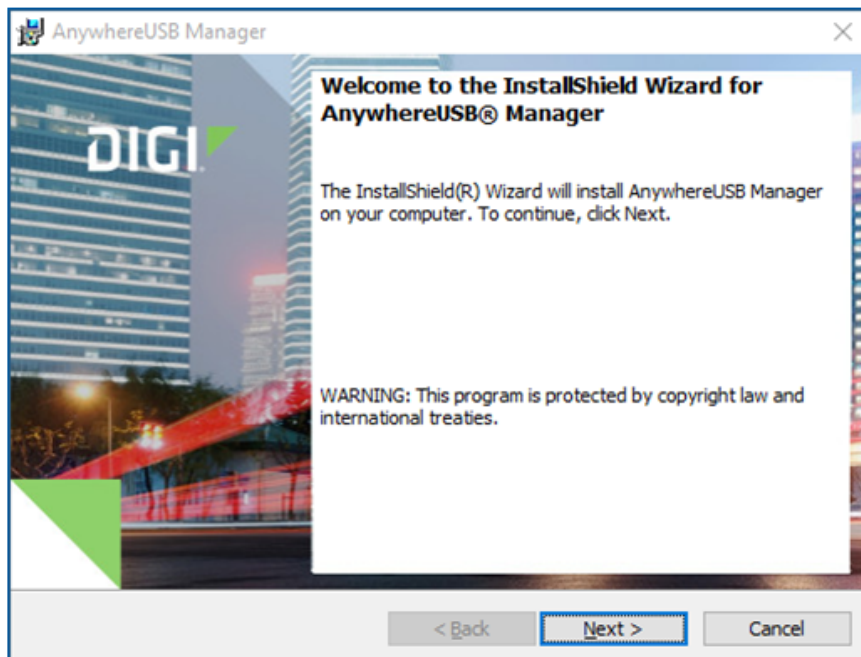 AnywhereUSB Manager
DIGI
Welcome to the InstallShield Wizard for
AnywhereUSB® Manager
The InstallShield(R) Wizard will install AnywhereUSB Manager
on your computer. To continue, click Next.
WARNING: This program is protected by copyright law and
international treaties.
< Back
Next >
Cancel